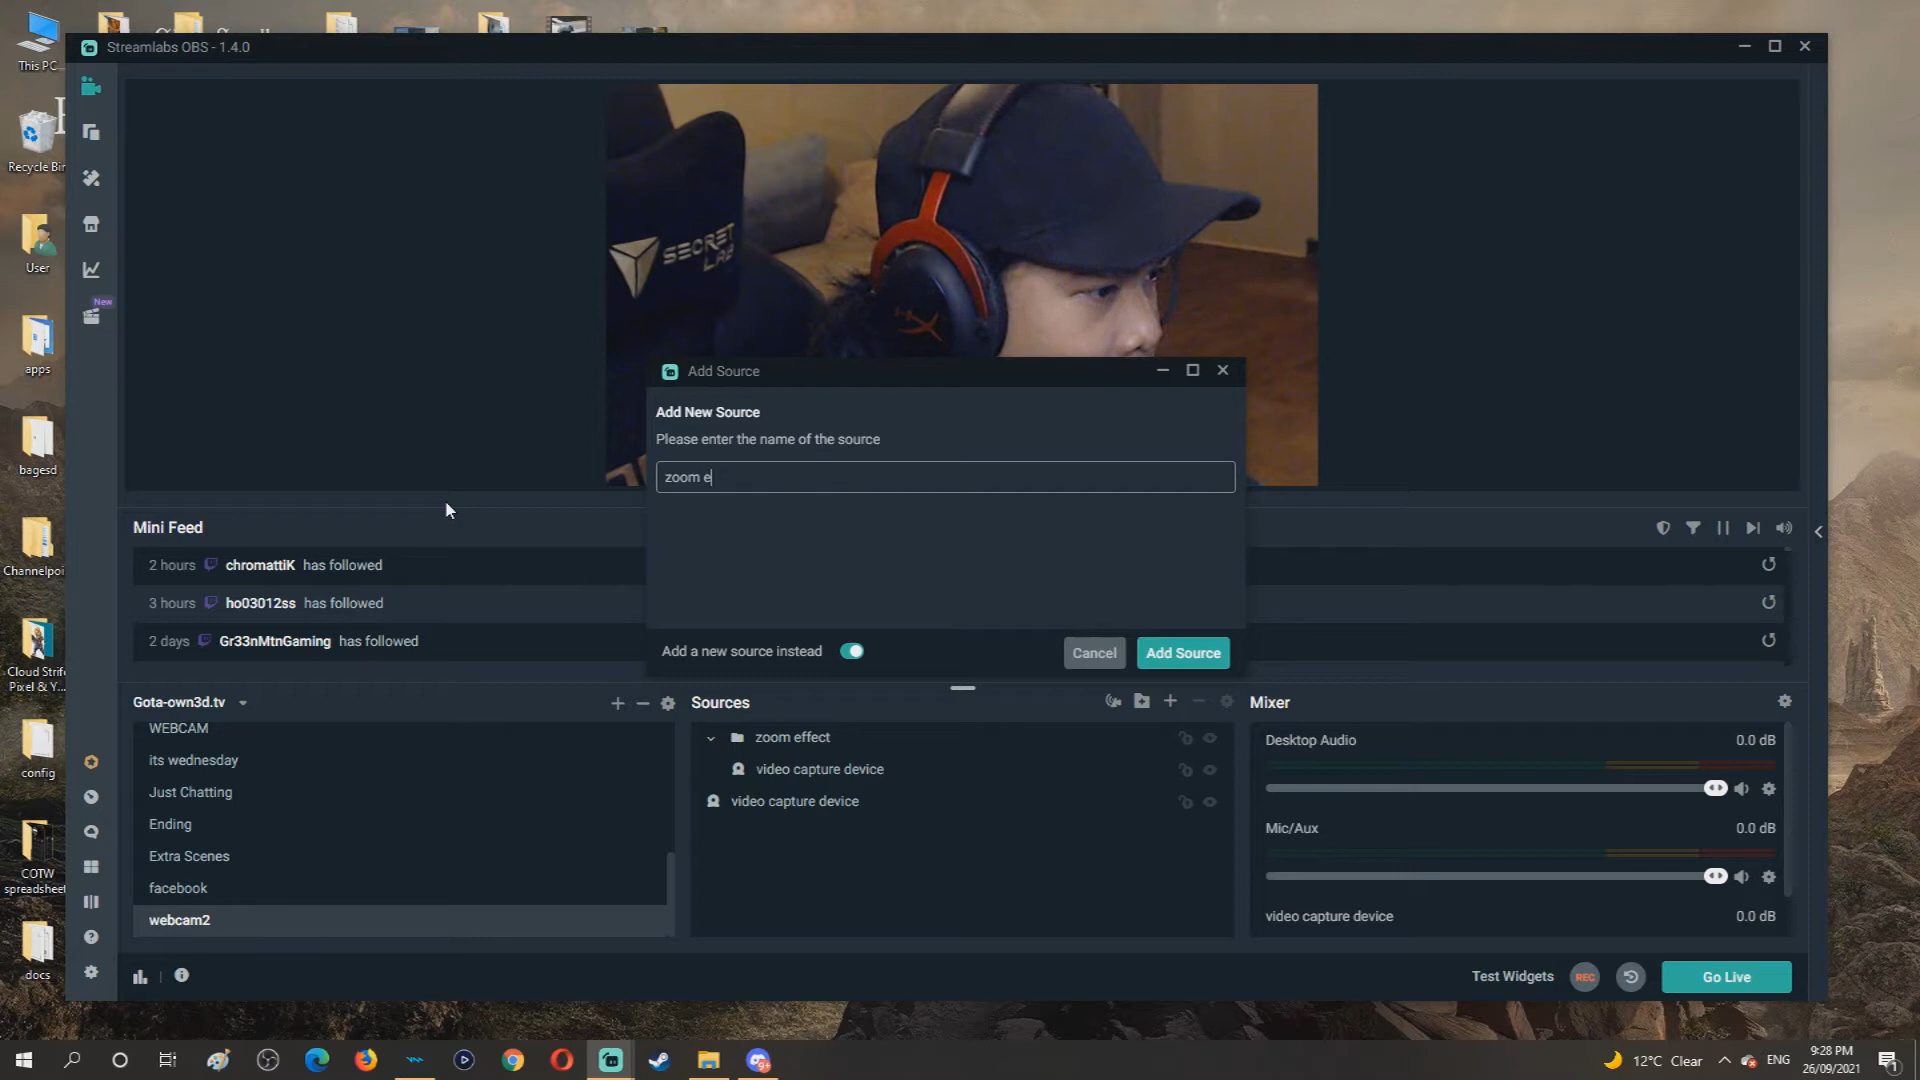 This PC
Recycle Bin
User
apps
bagesd
Channelpoi
Cloud Strif
Pixel & Y...
config
COTW
spreadsheet
docs
Streamlabs OBS - 1.4.0
New
SECRET
LAB
Add Source
Add New Source
Please enter the name of the source
zoom e
Add a new source instead
Cancel
Add Source
Mini Feed
2 hours chromattiK has followed
3 hours ho03012ss has followed
2 days Gr33nMtnGaming has followed
Gota-own3d.tv
WEBCAM
its wednesday
Just Chatting
Ending
Extra Scenes
facebook
webcam2
Sources
zoom effect
video capture device
video capture device
Mixer
Desktop Audio 0.0 dB
Mic/Aux 0.0 dB
video capture device 0.0 dB
Test Widgets
REC
Go Live
9+
12°C Clear
ENG
9:28 PM
26/09/2021
1